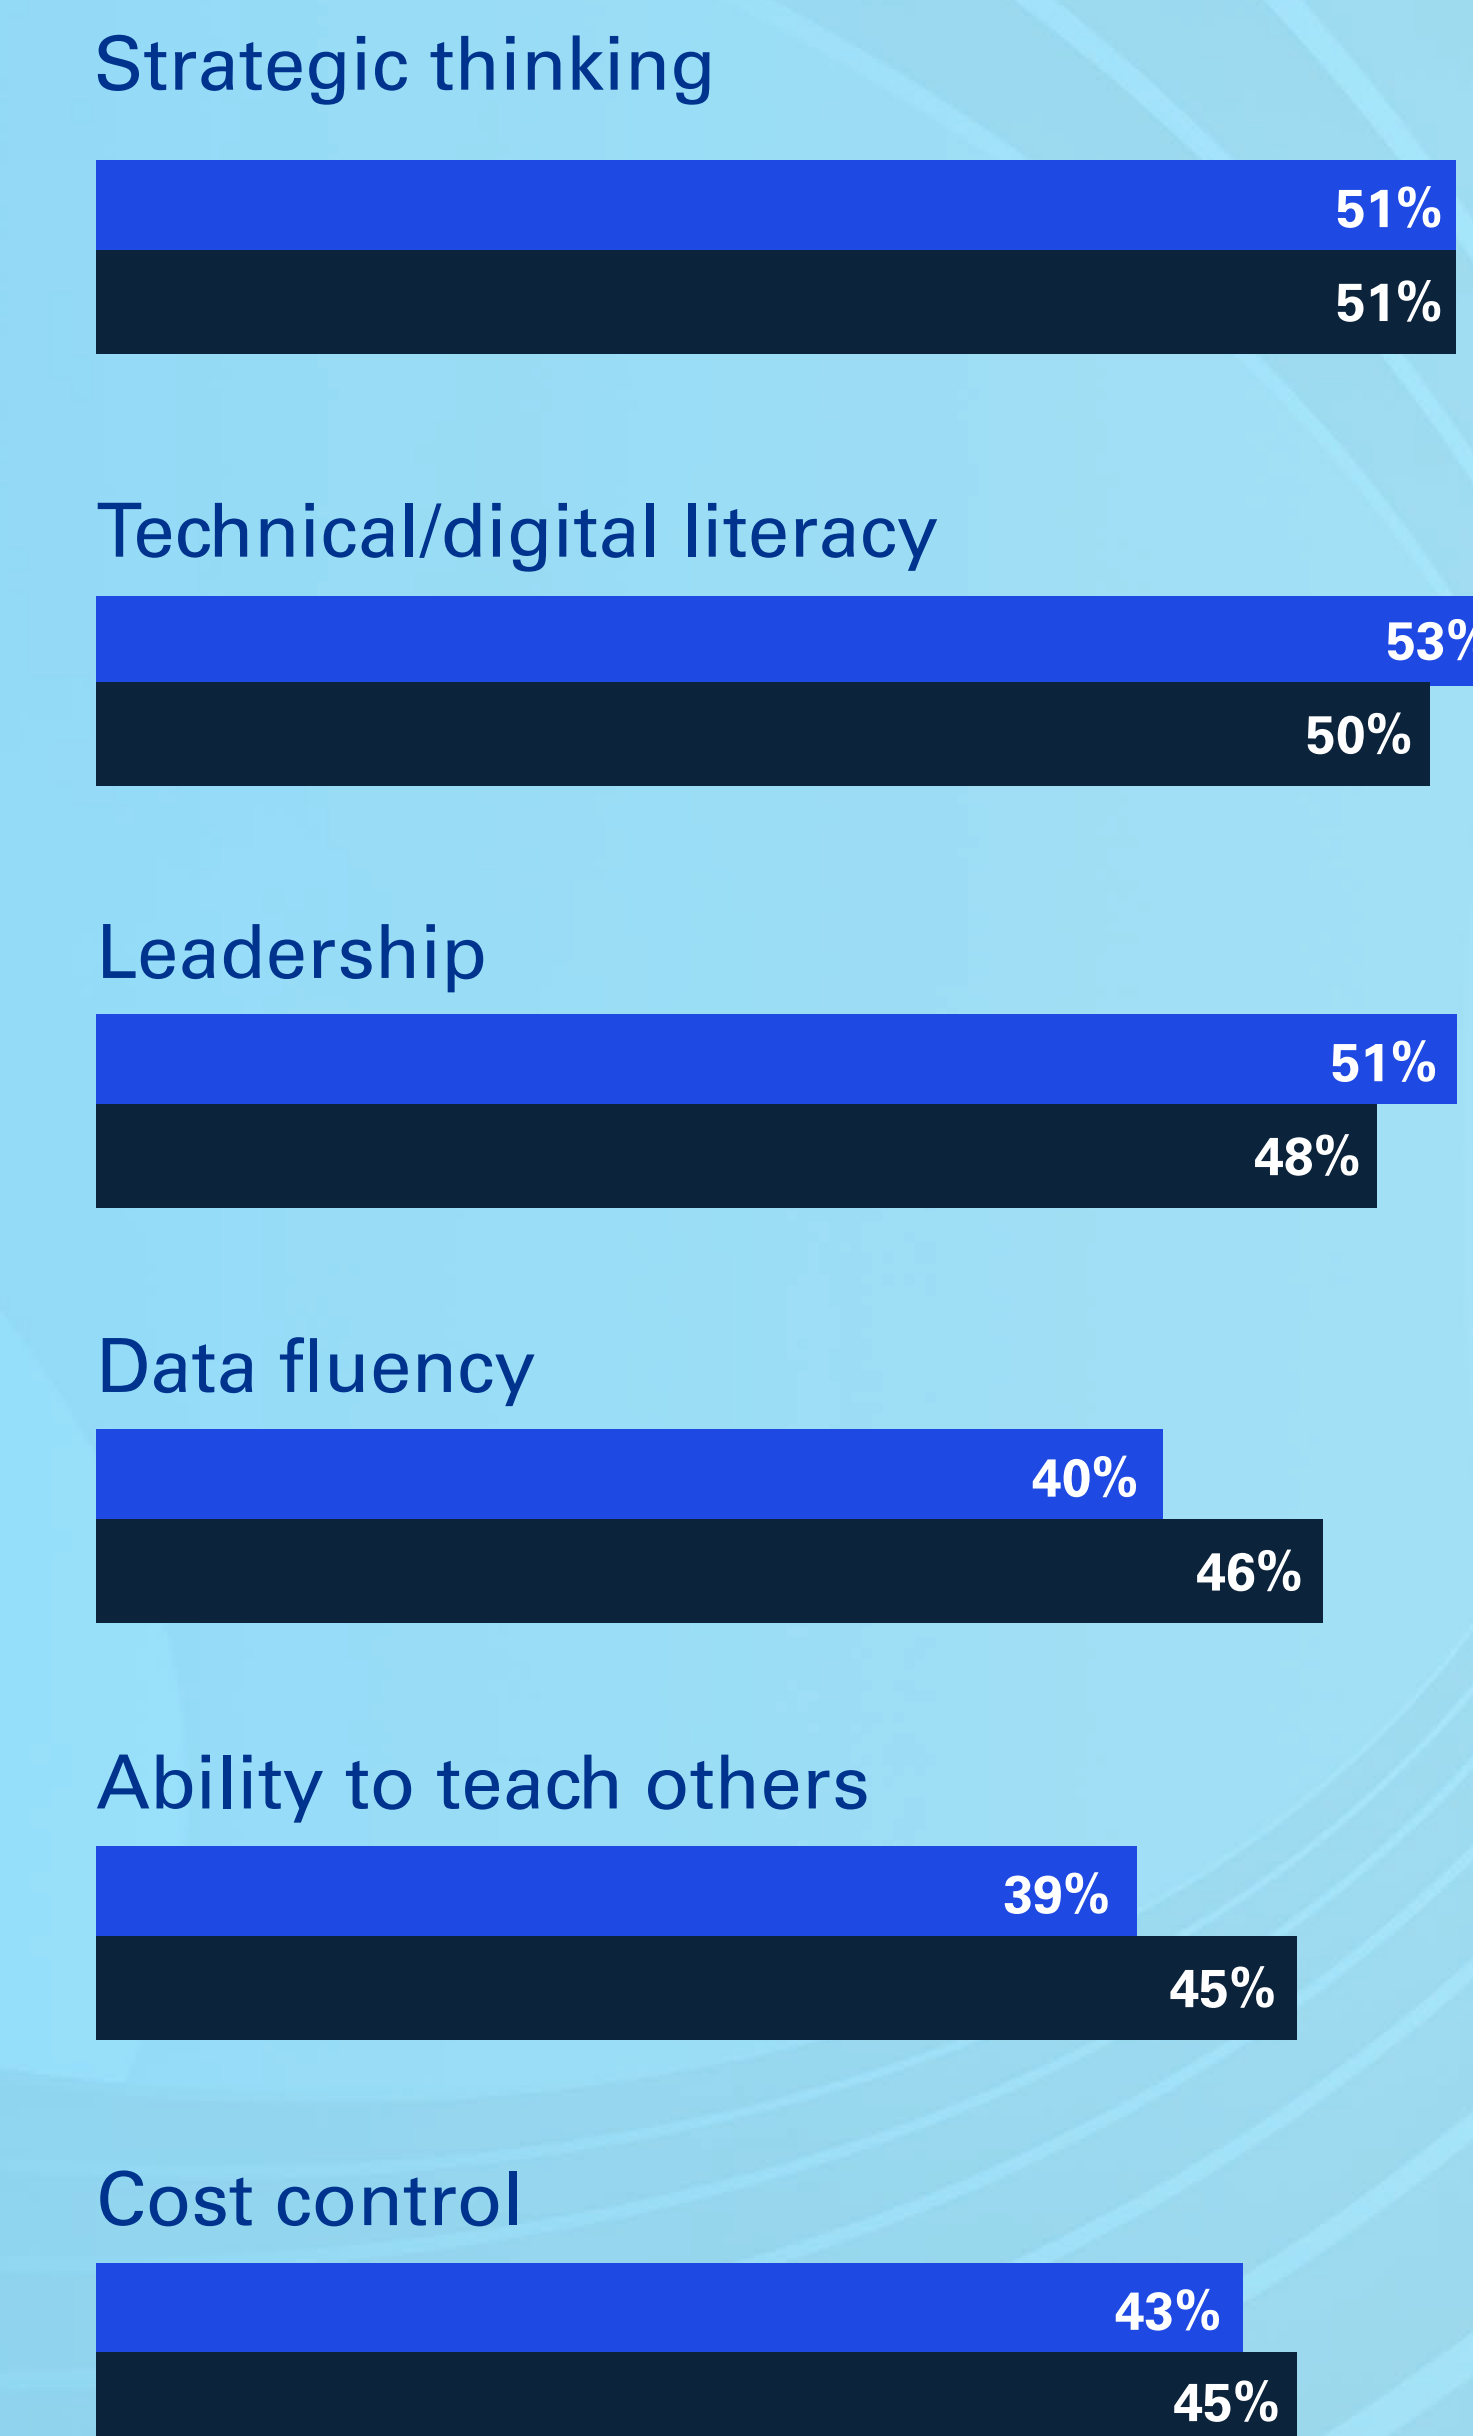 Strategic thinking
51%
51%
Technical/digital literacy
53%
50%
Leadership
51%
48%
Data fluency
40%
46%
Ability to teach others
39%
45%
Cost control
43%
45%